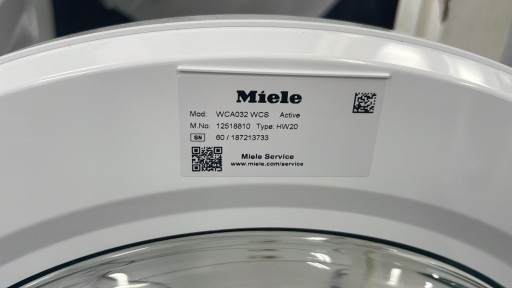 Miele
Mod: WCA032 WCS Active
M.No: 12518810 Type: HW20
SN 60 / 187213733
Miele Service
www.miele.com/service